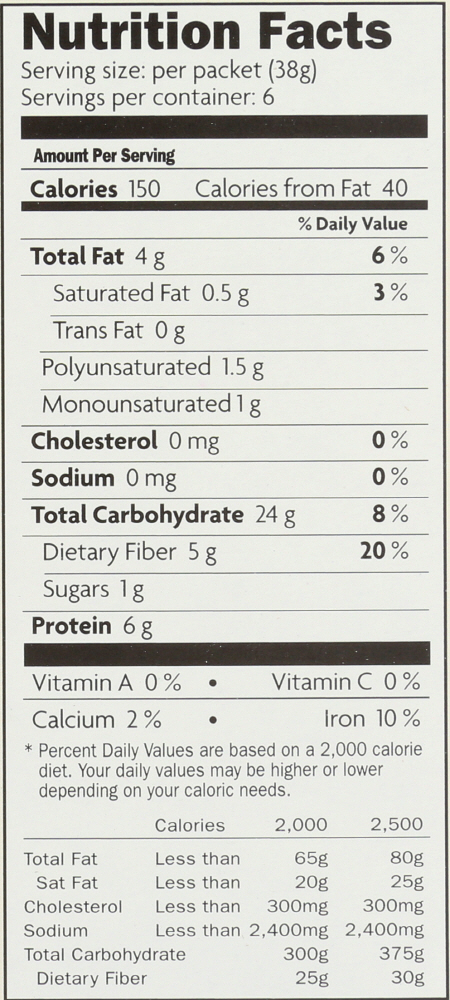 Nutrition Facts
Serving size: per packet (38g)
Servings per container: 6
Amount Per Serving
Calories 150 Calories from Fat 40
% Daily Value
Total Fat 4 g 6 %
Saturated Fat 0.5 g 3 %
Trans Fat 0 g
Polyunsaturated 1.5 g
Monounsaturated 1 g
Cholesterol 0 mg 0 %
Sodium 0 mg 0 %
Total Carbohydrate 24 g 8 %
Dietary Fiber 5 g 20 %
Sugars 1 g
Protein 6 g
Vitamin A 0 % • Vitamin C 0 %
Calcium 2 % • Iron 10 %
* Percent Daily Values are based on a 2,000 calorie
diet. Your daily values may be higher or lower
depending on your caloric needs.
Calories 2,000 2,500
Total Fat Less than 65g 80g
Sat Fat Less than 20g 25g
Cholesterol Less than 300mg 300mg
Sodium Less than 2,400mg 2,400mg
Total Carbohydrate 300g 375g
Dietary Fiber 25g 30g